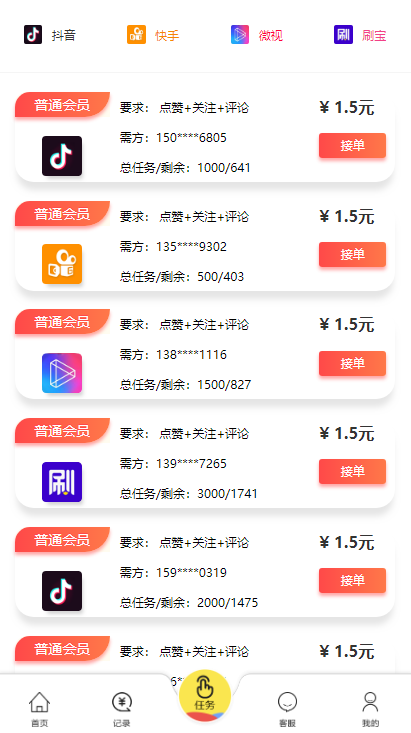 抖音 快手 微视 刷 刷宝
普通会员
要求： 点赞+关注+评论 ¥ 1.5元
需方：150****6805 接单
总任务/剩余：1000/641
普通会员
要求： 点赞+关注+评论 ¥ 1.5元
需方：135****9302 接单
总任务/剩余：500/403
普通会员
要求： 点赞+关注+评论 ¥ 1.5元
需方：138****1116 接单
总任务/剩余：1500/827
普通会员
要求： 点赞+关注+评论 ¥ 1.5元
刷 需方：139****7265 接单
总任务/剩余：3000/1741
普通会员
要求： 点赞+关注+评论 ¥ 1.5元
需方：159****0319 接单
总任务/剩余：2000/1475
普通会员
要求： 点赞+关注+评论 ¥ 1.5元
首页 记录 任务 客服 我的